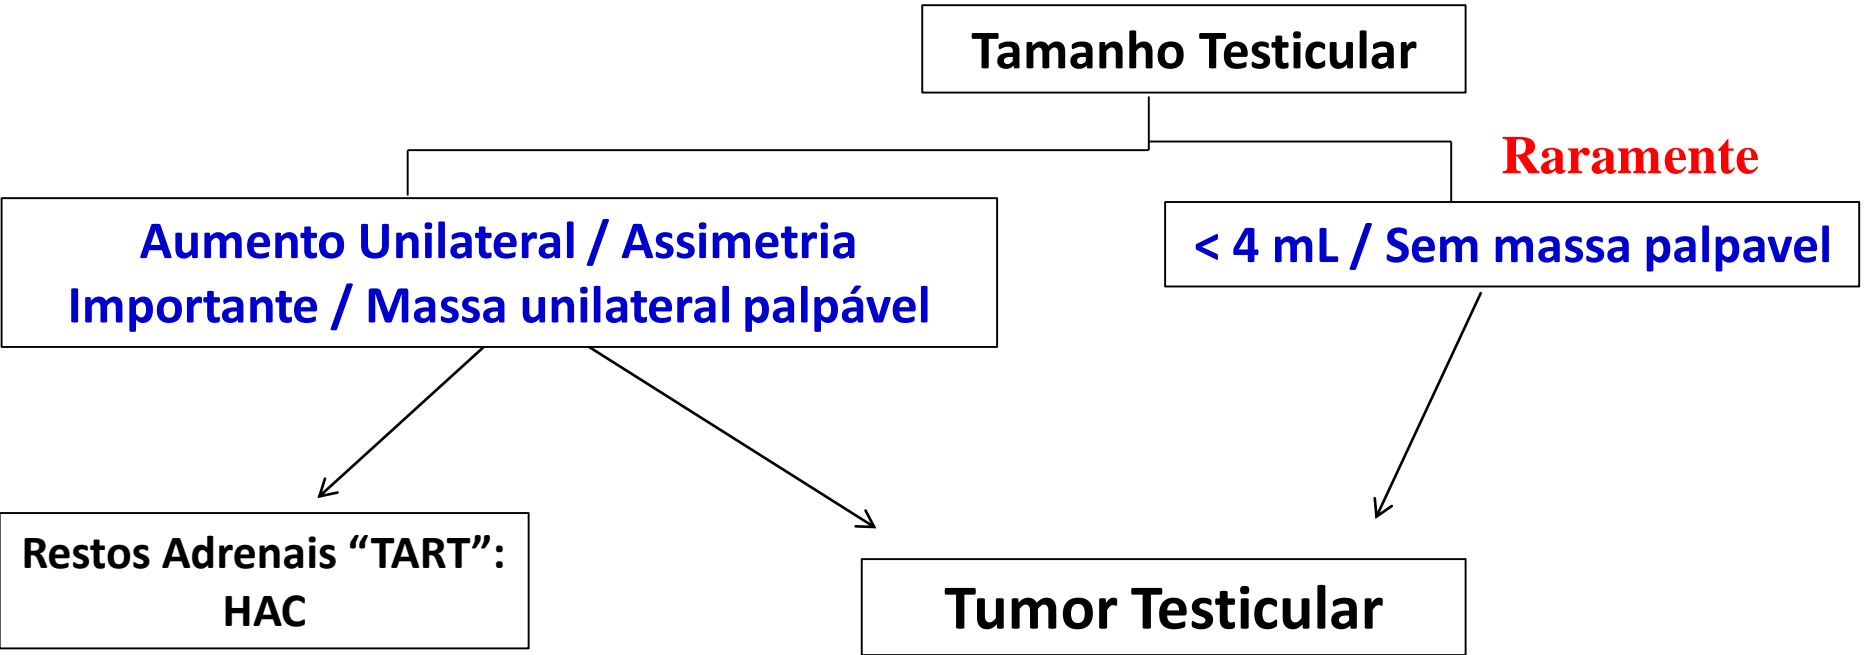 Tamanho Testicular
Raramente
Aumento Unilateral / Assimetria
Importante / Massa unilateral palpável
< 4 mL / Sem massa palpavel
Restos Adrenais “TART”:
HAC
Tumor Testicular